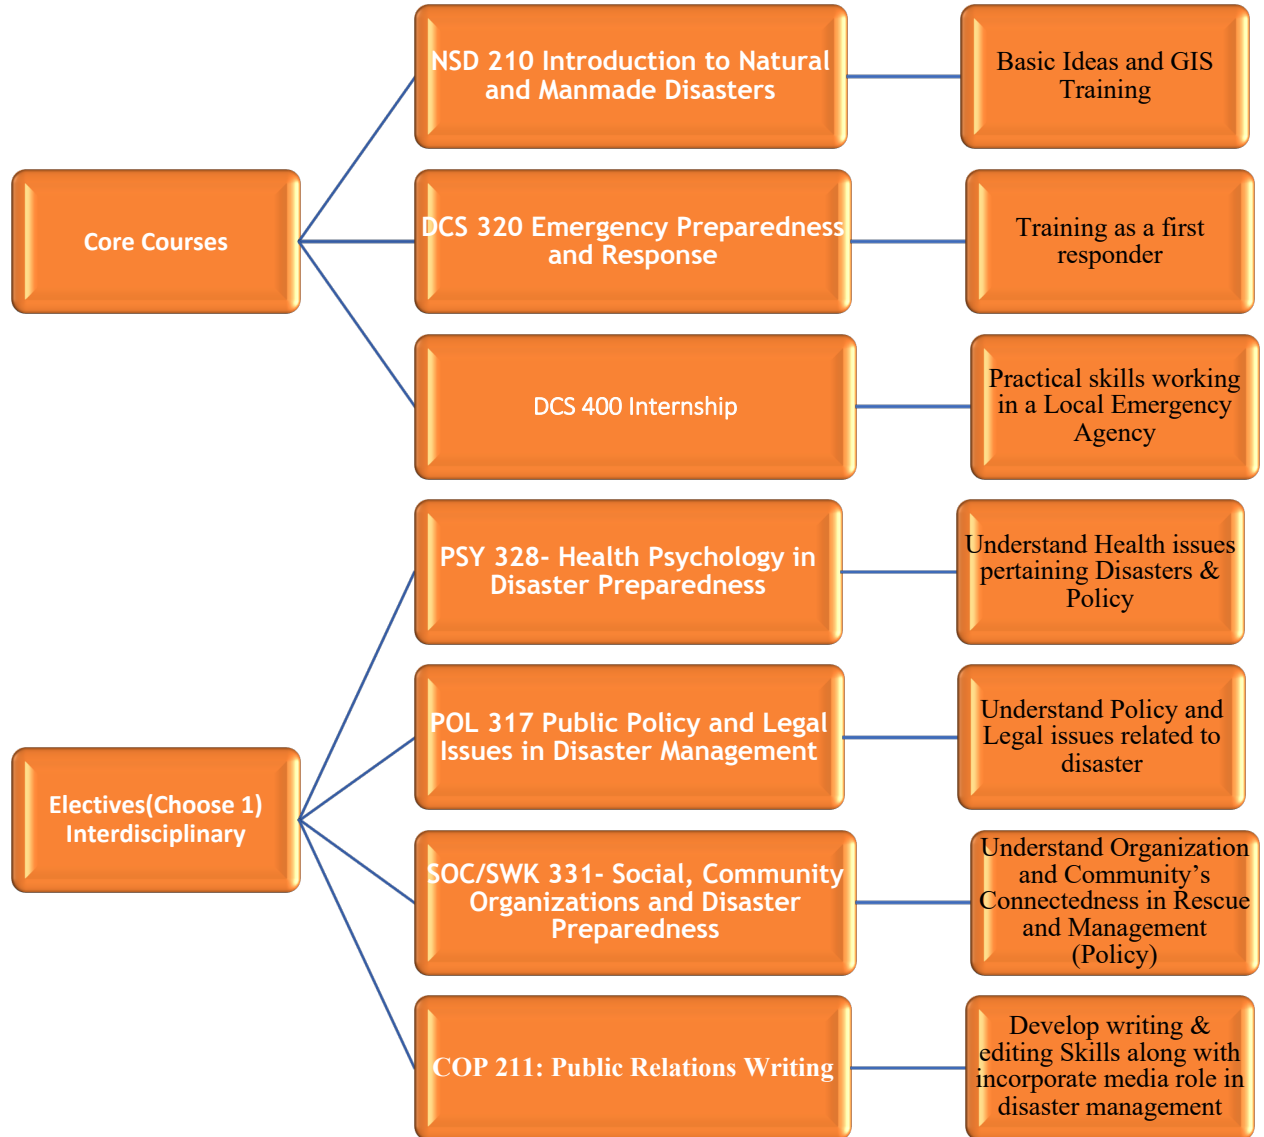 NSD 210 Introduction to Natural
and Manmade Disasters
Basic Ideas and GIS
Training
Core Courses
DCS 320 Emergency Preparedness
and Response
Training as a first
responder
DCS 400 Internship
Practical skills working
in a Local Emergency
Agency
PSY 328- Health Psychology in
Disaster Preparedness
Understand Health issues
pertaining Disasters &
Policy
Electives(Choose 1)
Interdisciplinary
POL 317 Public Policy and Legal
Issues in Disaster Management
Understand Policy and
Legal issues related to
disaster
SOC/SWK 331- Social, Community
Organizations and Disaster
Preparedness
Understand Organization
and Community’s
Connectedness in Rescue
and Management
(Policy)
COP 211: Public Relations Writing
Develop writing &
editing Skills along with
incorporate media role in
disaster management